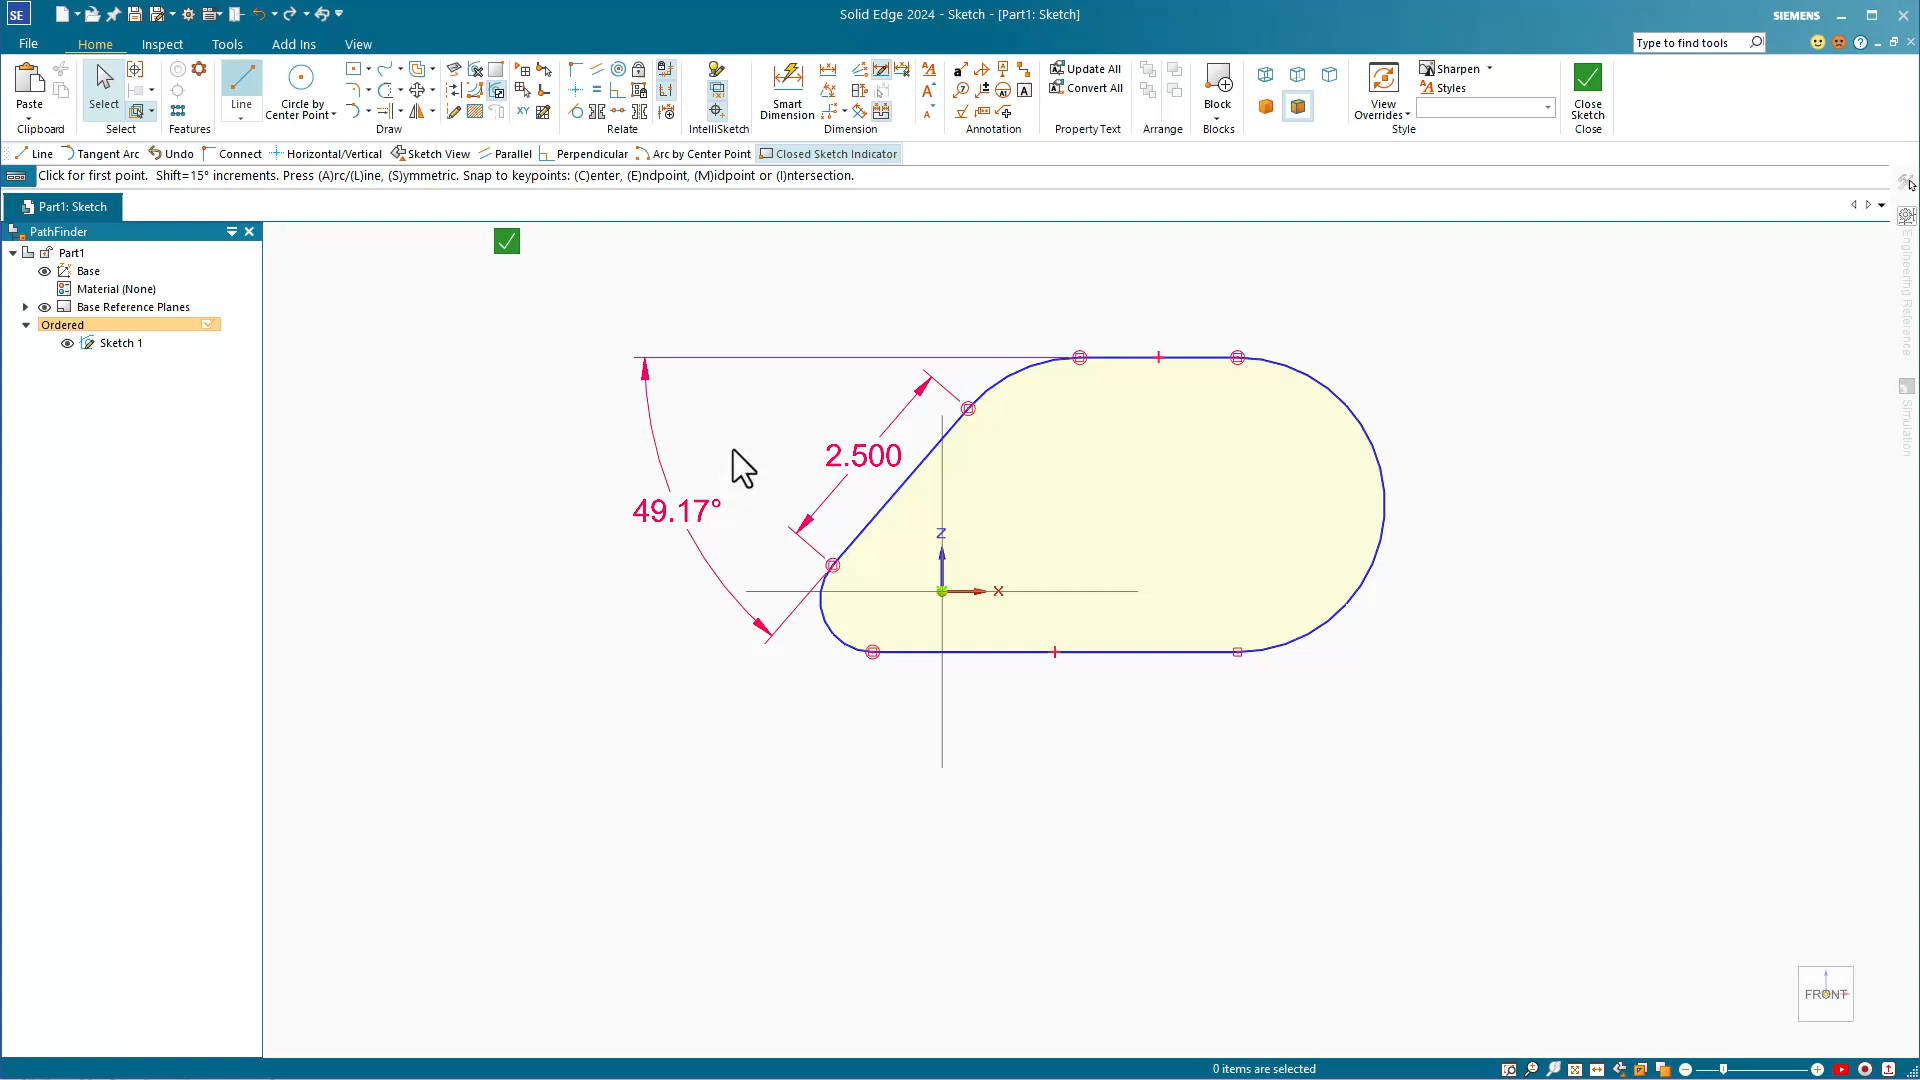 SE
Solid Edge 2024 - Sketch - [Part1: Sketch]
SIEMENS
File
Home
Inspect
Tools
Add Ins
View
Type to find tools
Paste
Clipboard
Select
Select
Features
Line
Circle by
Center Point
Draw
Relate
IntelliSketch
Smart
Dimension
Dimension
Annotation
Update All
Convert All
PropertyText
Arrange
Block
Blocks
View
Overrides
Sharpen
Styles
Style
Close
Sketch
Close
Line
Tangent Arc
Undo
Connect
Horizontal/Vertical
Sketch View
Parallel
Perpendicular
Arc by Center Point
Closed Sketch Indicator
Click for first point. Shift=15° increments. Press (A)rc/(L)ine, (S)ymmetric. Snap to keypoints: (C)enter, (E)ndpoint, (M)idpoint or (I)ntersection.
Part1: Sketch
PathFinder
Part1
Base
Material (None)
Base Reference Planes
Ordered
Sketch 1
2.500
49.17°
Z
X
Engineering Reference
Simulation
FRONT
0 items are selected